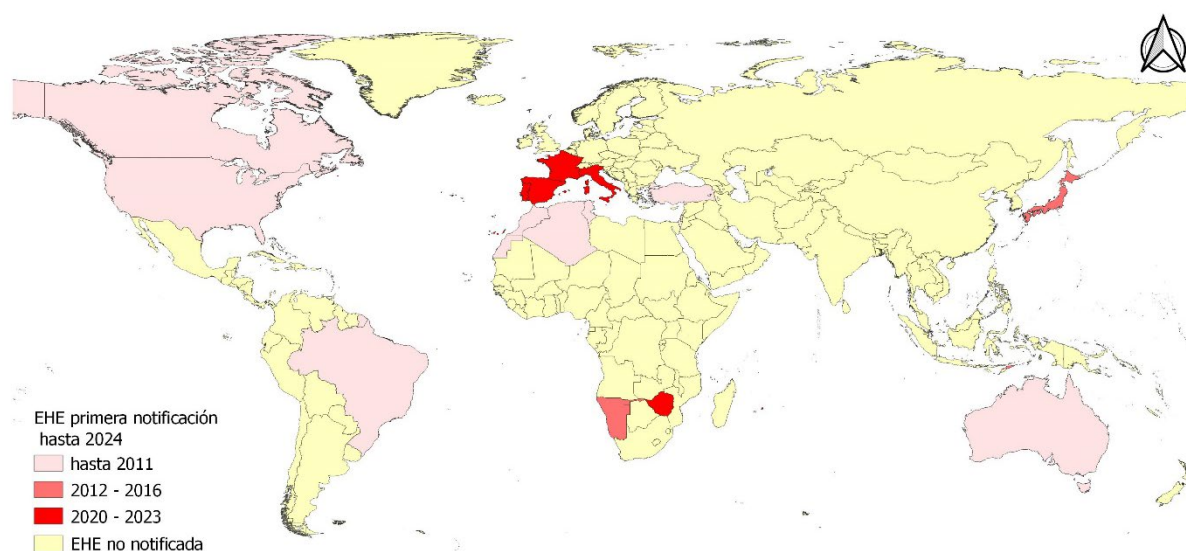 EHE primera notificación
hasta 2024
hasta 2011
2012 - 2016
2020 - 2023
EHE no notificada